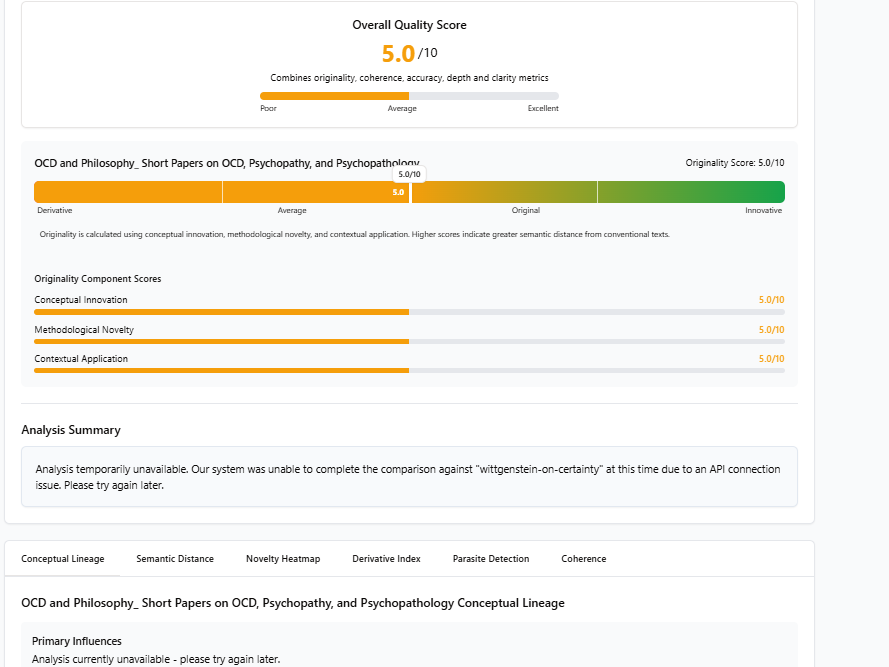 Overall Quality Score
5.0 /10
Combines originality, coherence, accuracy, depth and clarity metrics
Poor Average Excellent
OCD and Philosophy_ Short Papers on OCD, Psychopathy, and Psychopathology
Originality Score: 5.0/10
5.0/10
5.0
Derivative Average Original Innovative
Originality is calculated using conceptual innovation, methodological novelty, and contextual application. Higher scores indicate greater semantic distance from conventional texts.
Originality Component Scores
Conceptual Innovation 5.0/10
Methodological Novelty 5.0/10
Contextual Application 5.0/10
Analysis Summary
Analysis temporarily unavailable. Our system was unable to complete the comparison against "wittgenstein-on-certainty" at this time due to an API connection
issue. Please try again later.
Conceptual Lineage Semantic Distance Novelty Heatmap Derivative Index Parasite Detection Coherence
OCD and Philosophy_ Short Papers on OCD, Psychopathy, and Psychopathology Conceptual Lineage
Primary Influences
Analysis currently unavailable - please try again later.